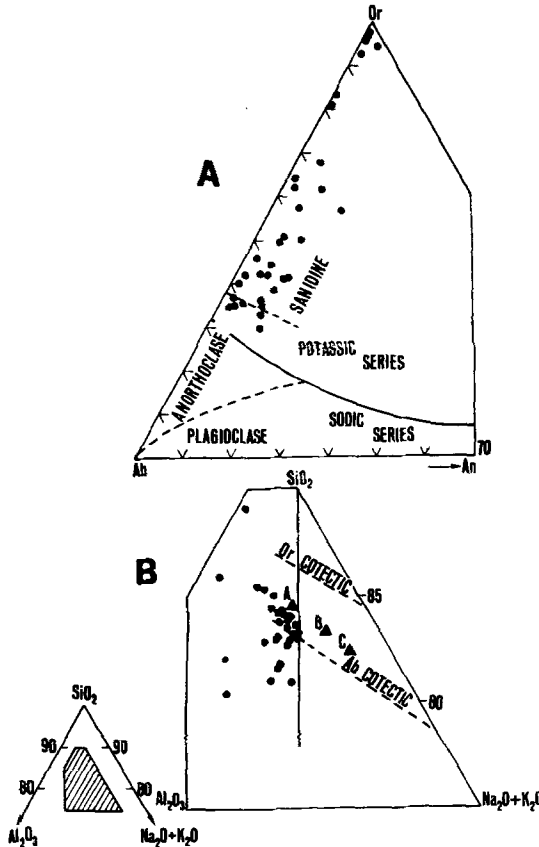 Or
A
SANIDINE
POTASSIC
SERIES
ANORTHOCLASE
SODIC
SERIES
PLAGIOCLASE
70
Ab
An
SiO2
B
Or COTECTIC
A
85
B
C
Ab COTECTIC
80
SiO2
90 90
80 80
Al2O3
Na2O+K2O
Al2O3
Na2O+K2O